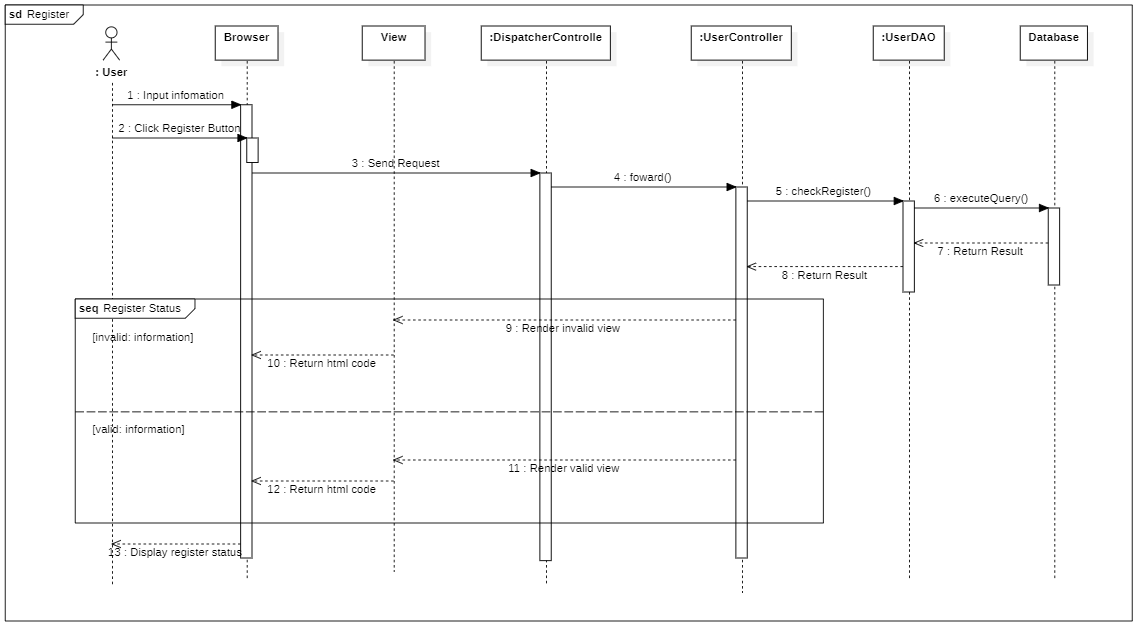 sd Register
Browser
View
:DispatcherControlle
:UserController
:UserDAO
Database
: User
1 : Input infomation
2 : Click Register Button
3 : Send Request
4 : foward()
5 : checkRegister()
6 : executeQuery()
7 : Return Result
8 : Return Result
seq Register Status
9 : Render invalid view
[invalid: information]
10 : Return html code
[valid: information]
11 : Render valid view
12 : Return html code
13 : Display register status